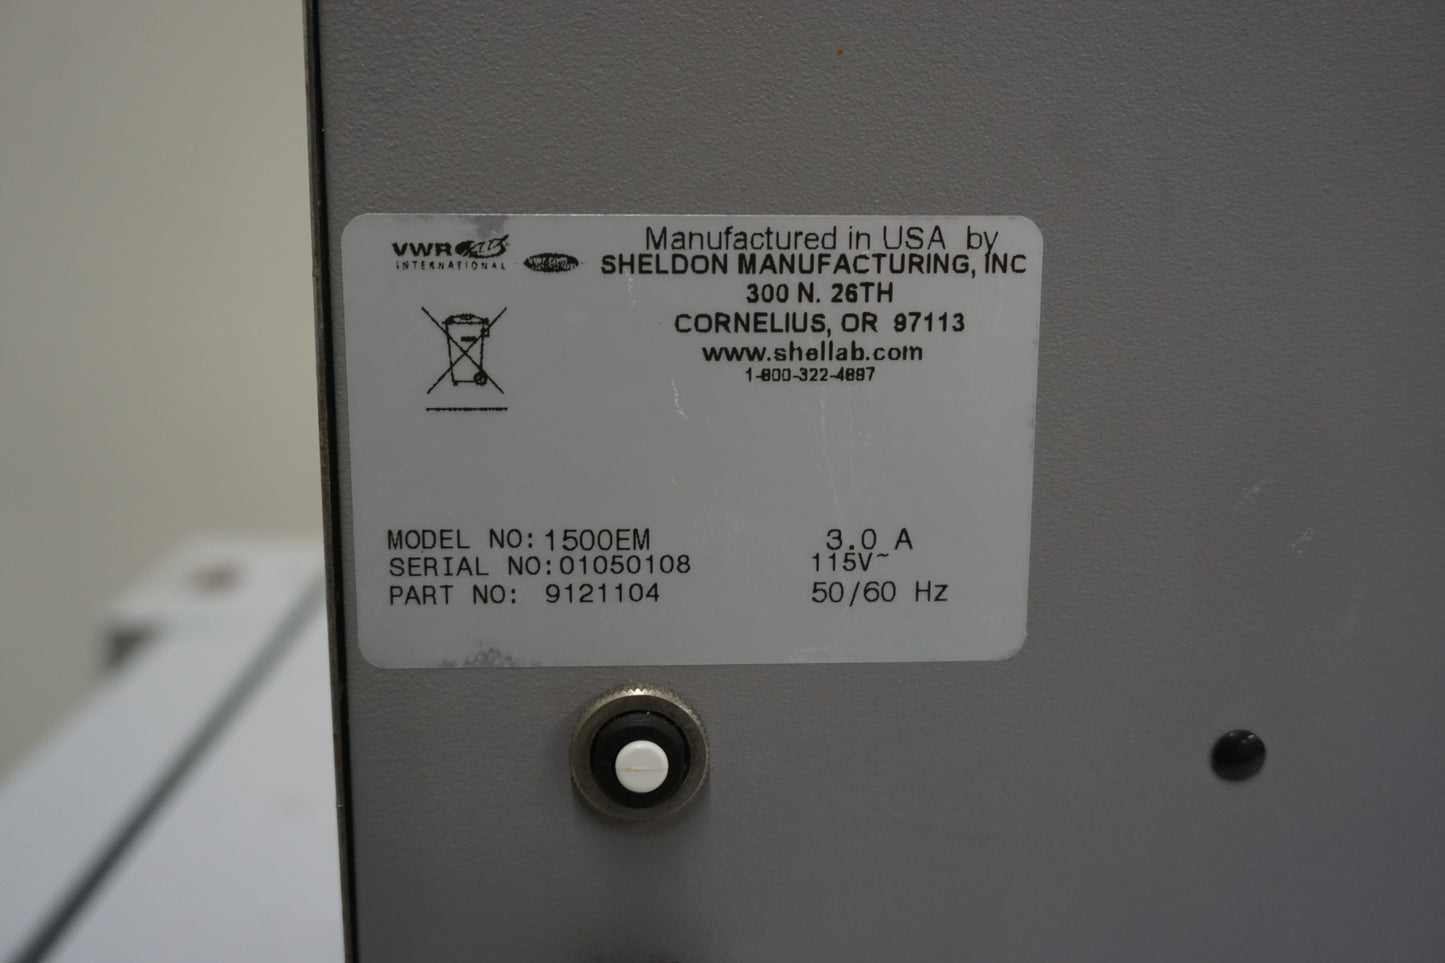 VWR
INTERNATIONAL
Manufactured in USA by
SHELDON MANUFACTURING, INC
300 N. 26TH
CORNELIUS, OR 97113
www.shellab.com
1-800-322-4897
MODEL NO: 1500EM
SERIAL NO: 01050108
PART NO: 9121104
3.0 A
115V~
50/60 Hz